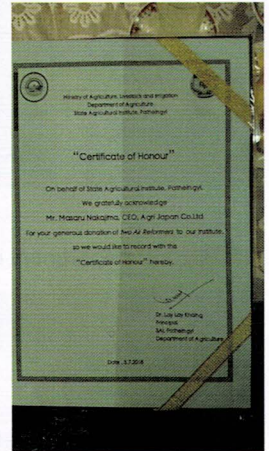 Ministry of Agriculture, Livestock and Irrigation
Department of Agriculture
State Agricultural Institute, Patheingyi
"Certificate of Honour"
On behalf of State Agricultural Institute, Patheingyi,
We gratefully acknowledge
Mr. Masaru Nakajima, CEO, Agri Japan Co.Ltd
For your generous donation of Two Air Reformers to our Institute,
so we would like to record with the
"Certificate of Honour" hereby.
Dr. Lay Lay Khaing
Principal
SAI, Patheingyi
Department of Agriculture
Date : 3.7.2018